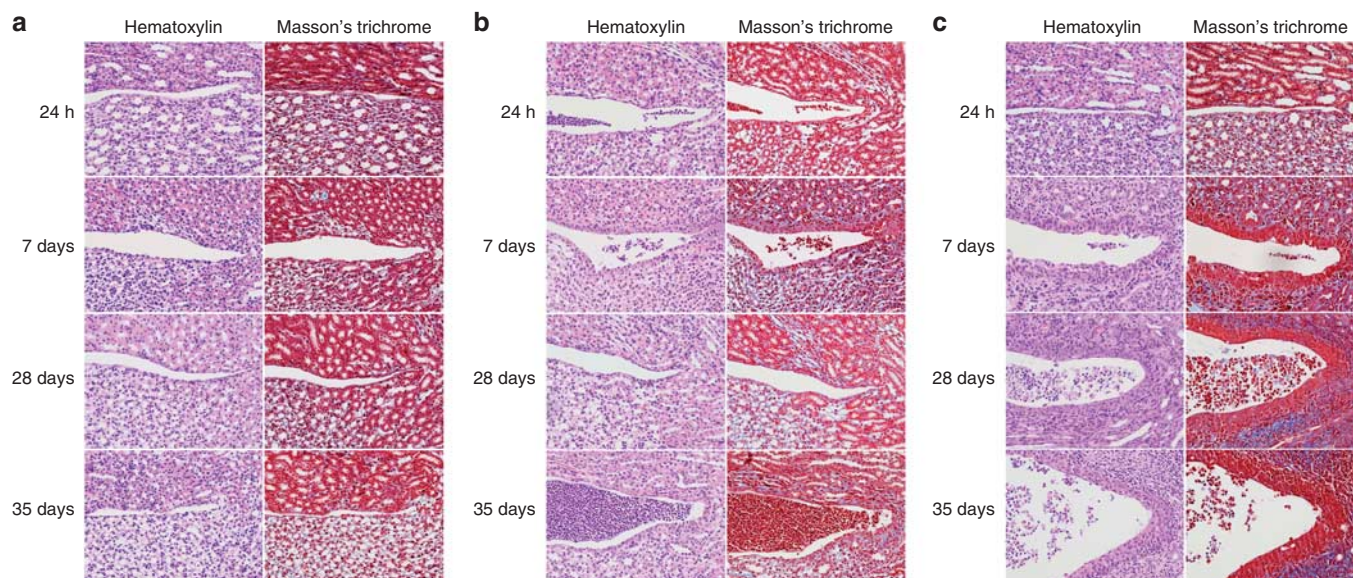 a
Hematoxylin Masson's trichrome
24 h
7 days
28 days
35 days
b
Hematoxylin Masson's trichrome
24 h
7 days
28 days
35 days
c
Hematoxylin Masson's trichrome
24 h
7 days
28 days
35 days